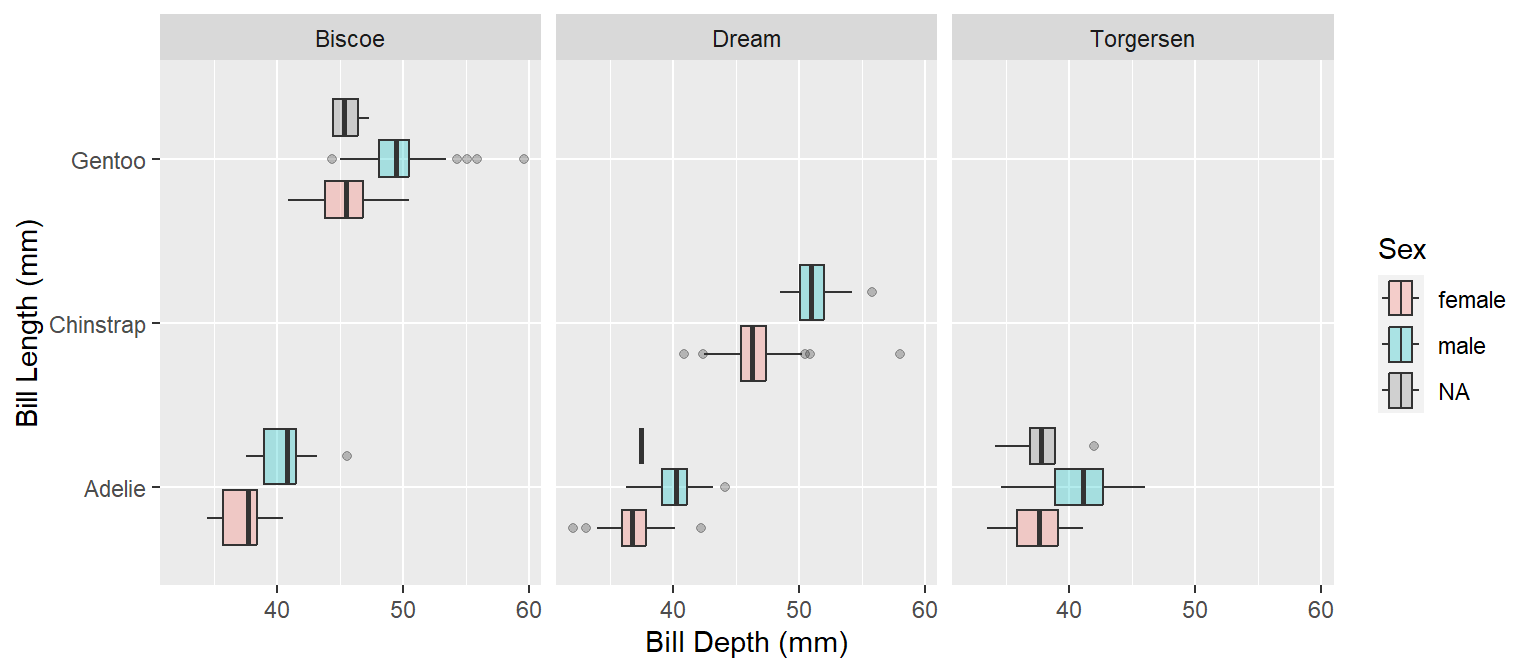 Biscoe Dream Torgersen
Gentoo
Chinstrap
Adelie
Bill Length (mm)
40 50 60 40 50 60 40 50 60
Bill Depth (mm)
Sex
female
male
NA